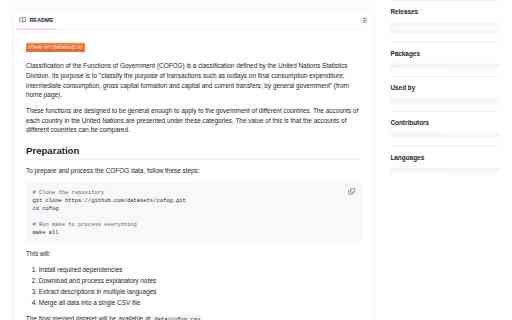 README
Releases
Packages
Used by
Contributors
Languages
Classification of the Functions of Government (COFOG) is a classification defined by the United Nations Statistics
Division. Its purpose is to "classify the purpose of transactions such as outlays on final consumption expenditure,
intermediate consumption, gross capital formation and capital and current transfers, by general government" (from
home page).
These functions are designed to be general enough to apply to the government of different countries. The accounts of
each country in the United Nations are presented under these categories. The value of this is that the accounts of
different countries can be compared.
Preparation
To prepare and process the COFOG data, follow these steps:
# Clone the repository
git clone https://github.com/datasets/cofog.git
cd cofog
# Run make to process everything
make all
This will:
1. Install required dependencies
2. Download and process explanatory notes
3. Extract descriptions in multiple languages
4. Merge all data into a single CSV file
The final merged dataset will be available at data/cofog.csv